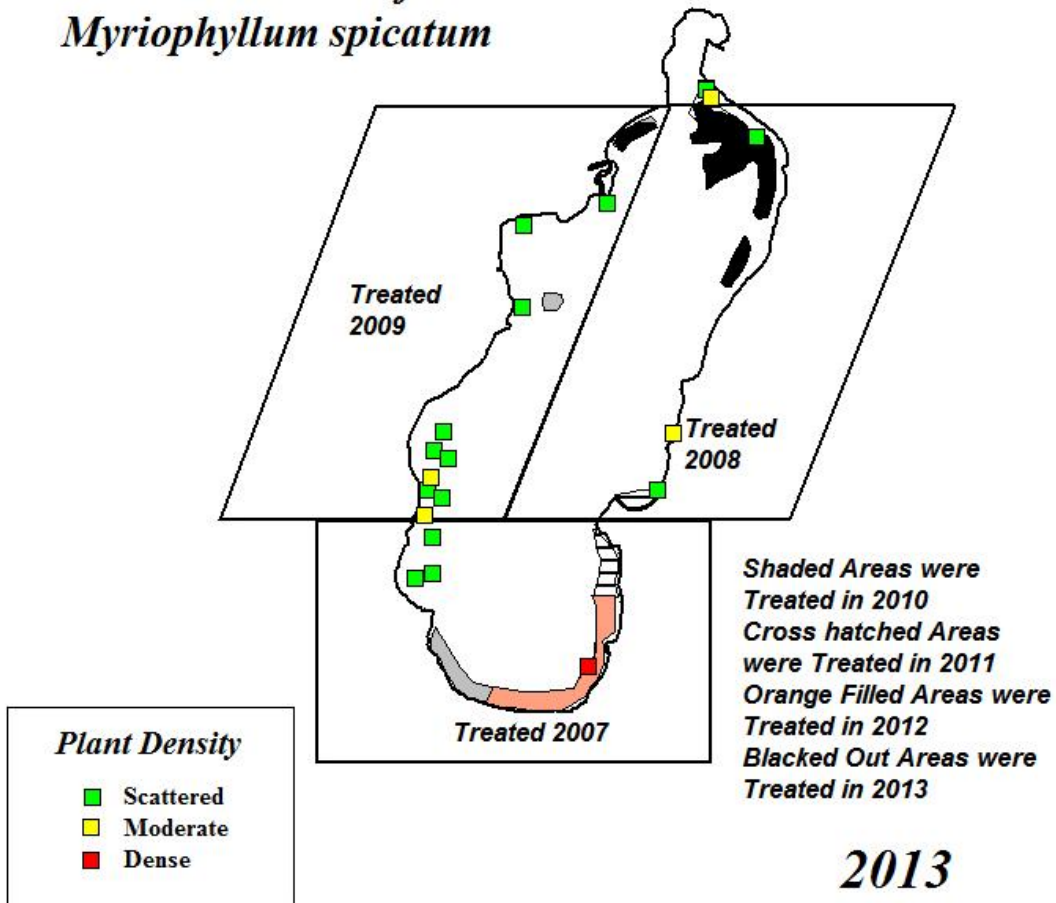 Myriophyllum spicatum
Treated
2009
Treated
2008
Treated 2007
Shaded Areas were
Treated in 2010
Cross hatched Areas
were Treated in 2011
Orange Filled Areas were
Treated in 2012
Blacked Out Areas were
Treated in 2013
Plant Density
Scattered
Moderate
Dense
2013